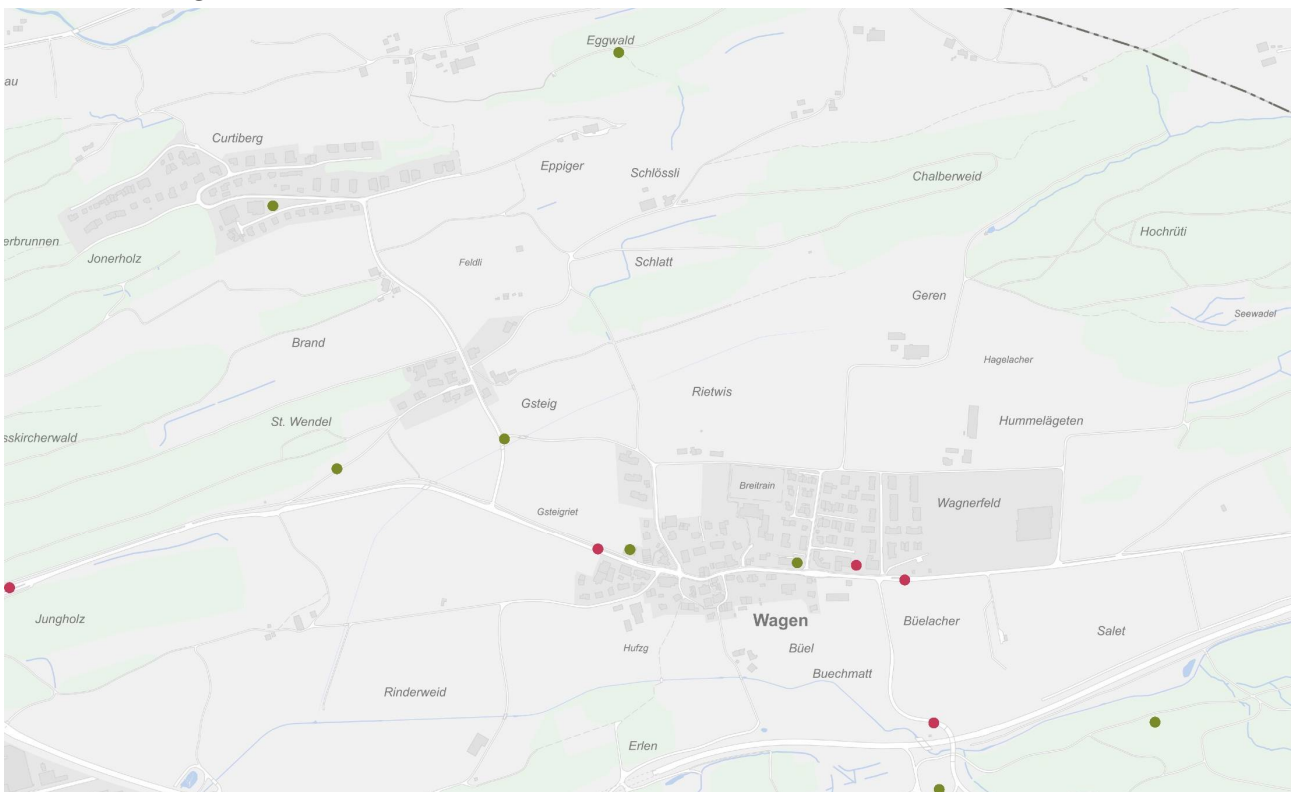 Eggwald
au
Curtiberg
Eppiger
Schlössli
Chalberweid
Hochrüti
erbrunnen
Jonerholz
Feldli
Schlatt
Geren
Seewadel
Brand
Hagelacher
Rietwis
Gsteig
St. Wendel
Hummelägeten
sskircherwald
Breitrain
Wagnerfeld
Gsteigriet
Jungholz
Wagen
Büelacher
Salet
Hufzg
Büel
Buechmatt
Rinderweid
Erlen